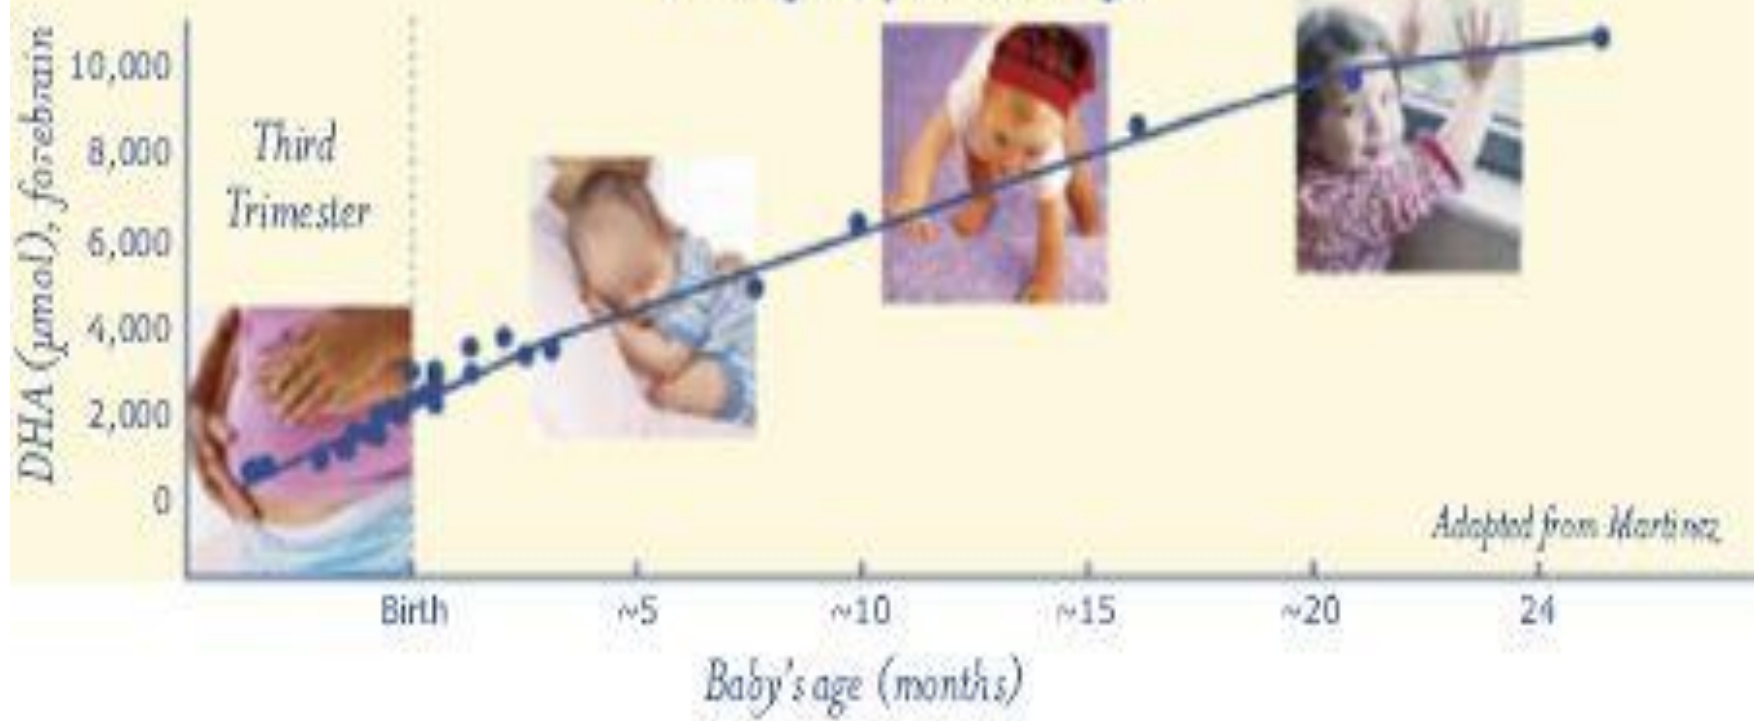 DHA (µmol), forebrain
10,000
8,000
6,000
4,000
2,000
0
Third
Trimester
Adapted from Martinez
Birth
~5
~10
~15
~20
24
Baby's age (months)